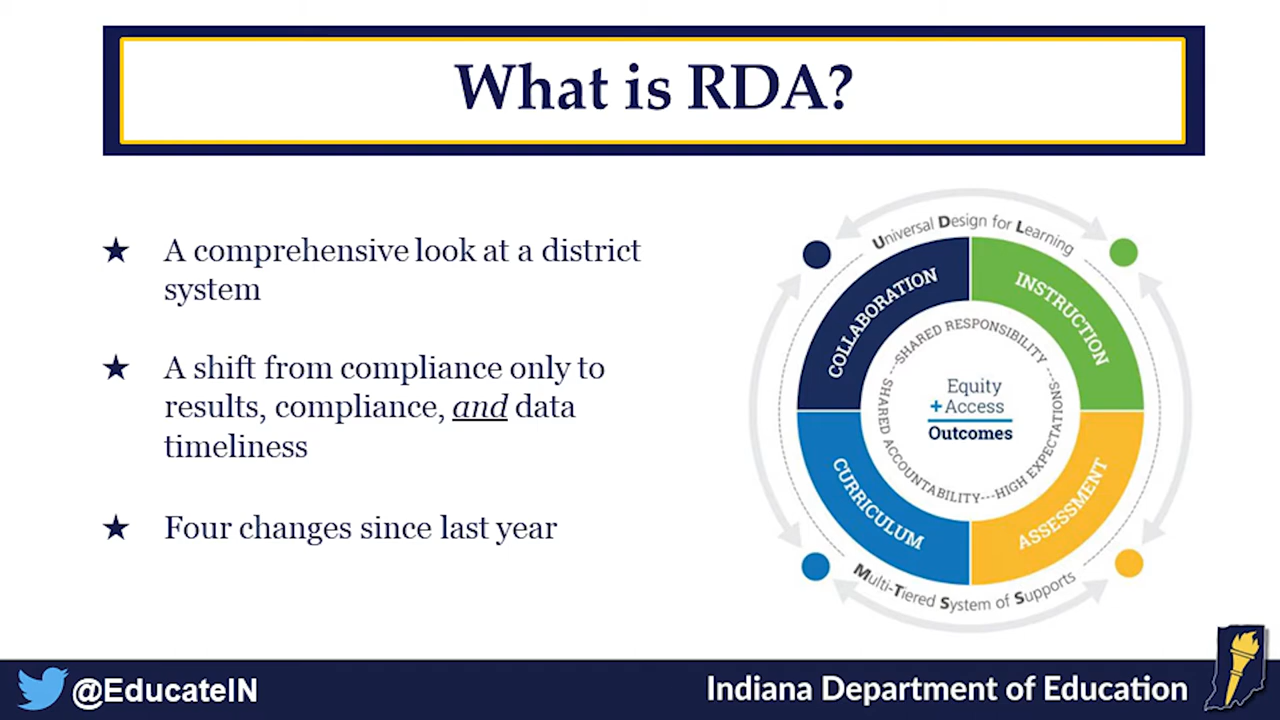 What is RDA?
★ A comprehensive look at a district
system
★ A shift from compliance only to
results, compliance, and data
timeliness
★ Four changes since last year
Universal Design for Learning
COLLABORATION
INSTRUCTION
---SHARED RESPONSIBILITY---
SHARED ACCOUNTABILITY---HIGH EXPECTATIONS
Equity
+Access
Outcomes
CURRICULUM
ASSESSMENT
Multi-Tiered System of Supports
@EducateIN
Indiana Department of Education